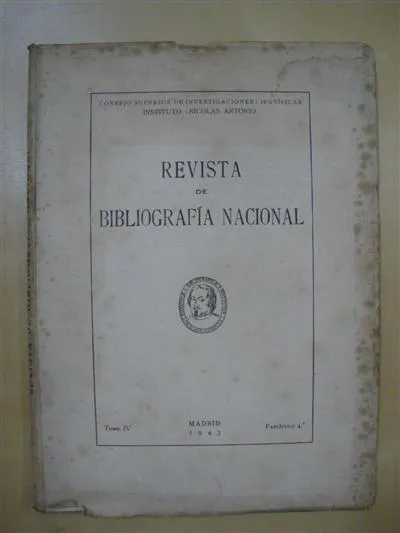 CONSEJO SUPERIOR DE INVESTIGACIONES CIENTÍFICAS
INSTITUTO «NICOLÁS ANTONIO»
REVISTA
DE
BIBLIOGRAFÍA NACIONAL
TOMO IV
MADRID
1943
FASCÍCULO 4.º